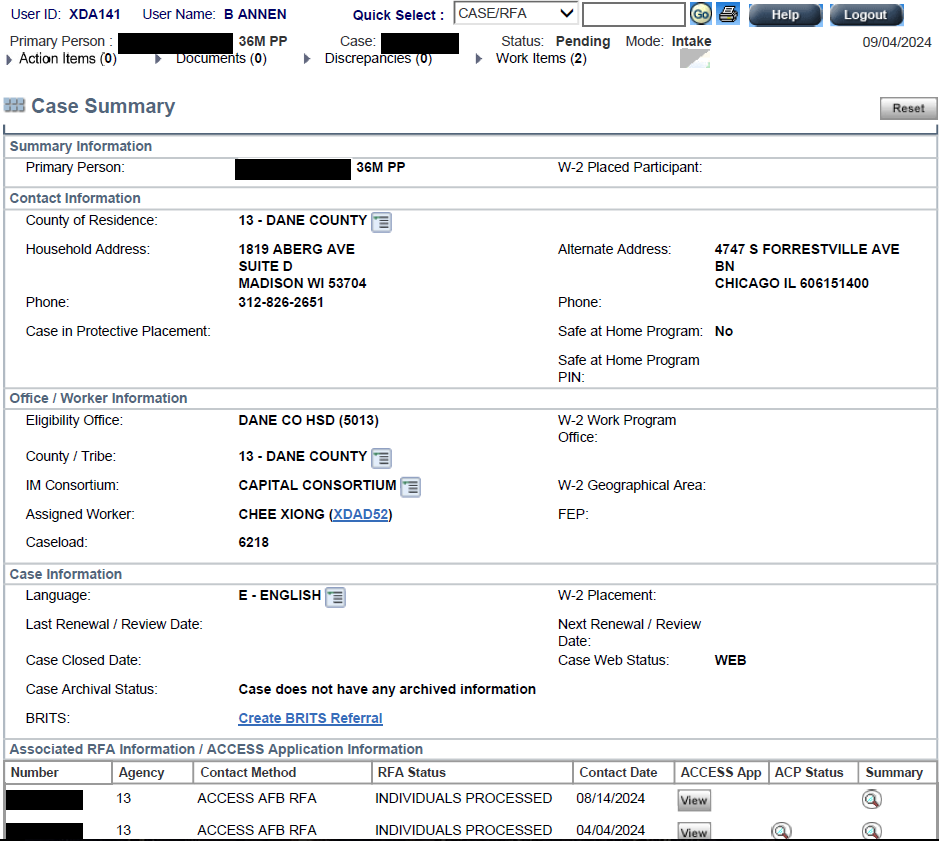 User ID: XDA141 User Name: B ANNEN Quick Select : CASE/RFA Go Help Logout
Primary Person : 36M PP Case: Status: Pending Mode: Intake 09/04/2024
Action Items (0) Documents (0) Discrepancies (0) Work Items (2)
Case Summary Reset
Summary Information
Primary Person: 36M PP W-2 Placed Participant:
Contact Information
County of Residence: 13 - DANE COUNTY
Household Address: 1819 ABERG AVE Alternate Address: 4747 S FORRESTVILLE AVE
SUITE D BN
MADISON WI 53704 CHICAGO IL 606151400
Phone: 312-826-2651 Phone:
Case in Protective Placement: Safe at Home Program: No
Safe at Home Program
PIN:
Office / Worker Information
Eligibility Office: DANE CO HSD (5013) W-2 Work Program
Office:
County / Tribe: 13 - DANE COUNTY
IM Consortium: CAPITAL CONSORTIUM W-2 Geographical Area:
Assigned Worker: CHEE XIONG (XDAD52) FEP:
Caseload: 6218
Case Information
Language: E - ENGLISH W-2 Placement:
Last Renewal / Review Date: Next Renewal / Review
Date:
Case Closed Date: Case Web Status: WEB
Case Archival Status: Case does not have any archived information
BRITS: Create BRITS Referral
Associated RFA Information / ACCESS Application Information
Number Agency Contact Method RFA Status Contact Date ACCESS App ACP Status Summary
13 ACCESS AFB RFA INDIVIDUALS PROCESSED 08/14/2024 View
13 ACCESS AFB RFA INDIVIDUALS PROCESSED 04/04/2024 View